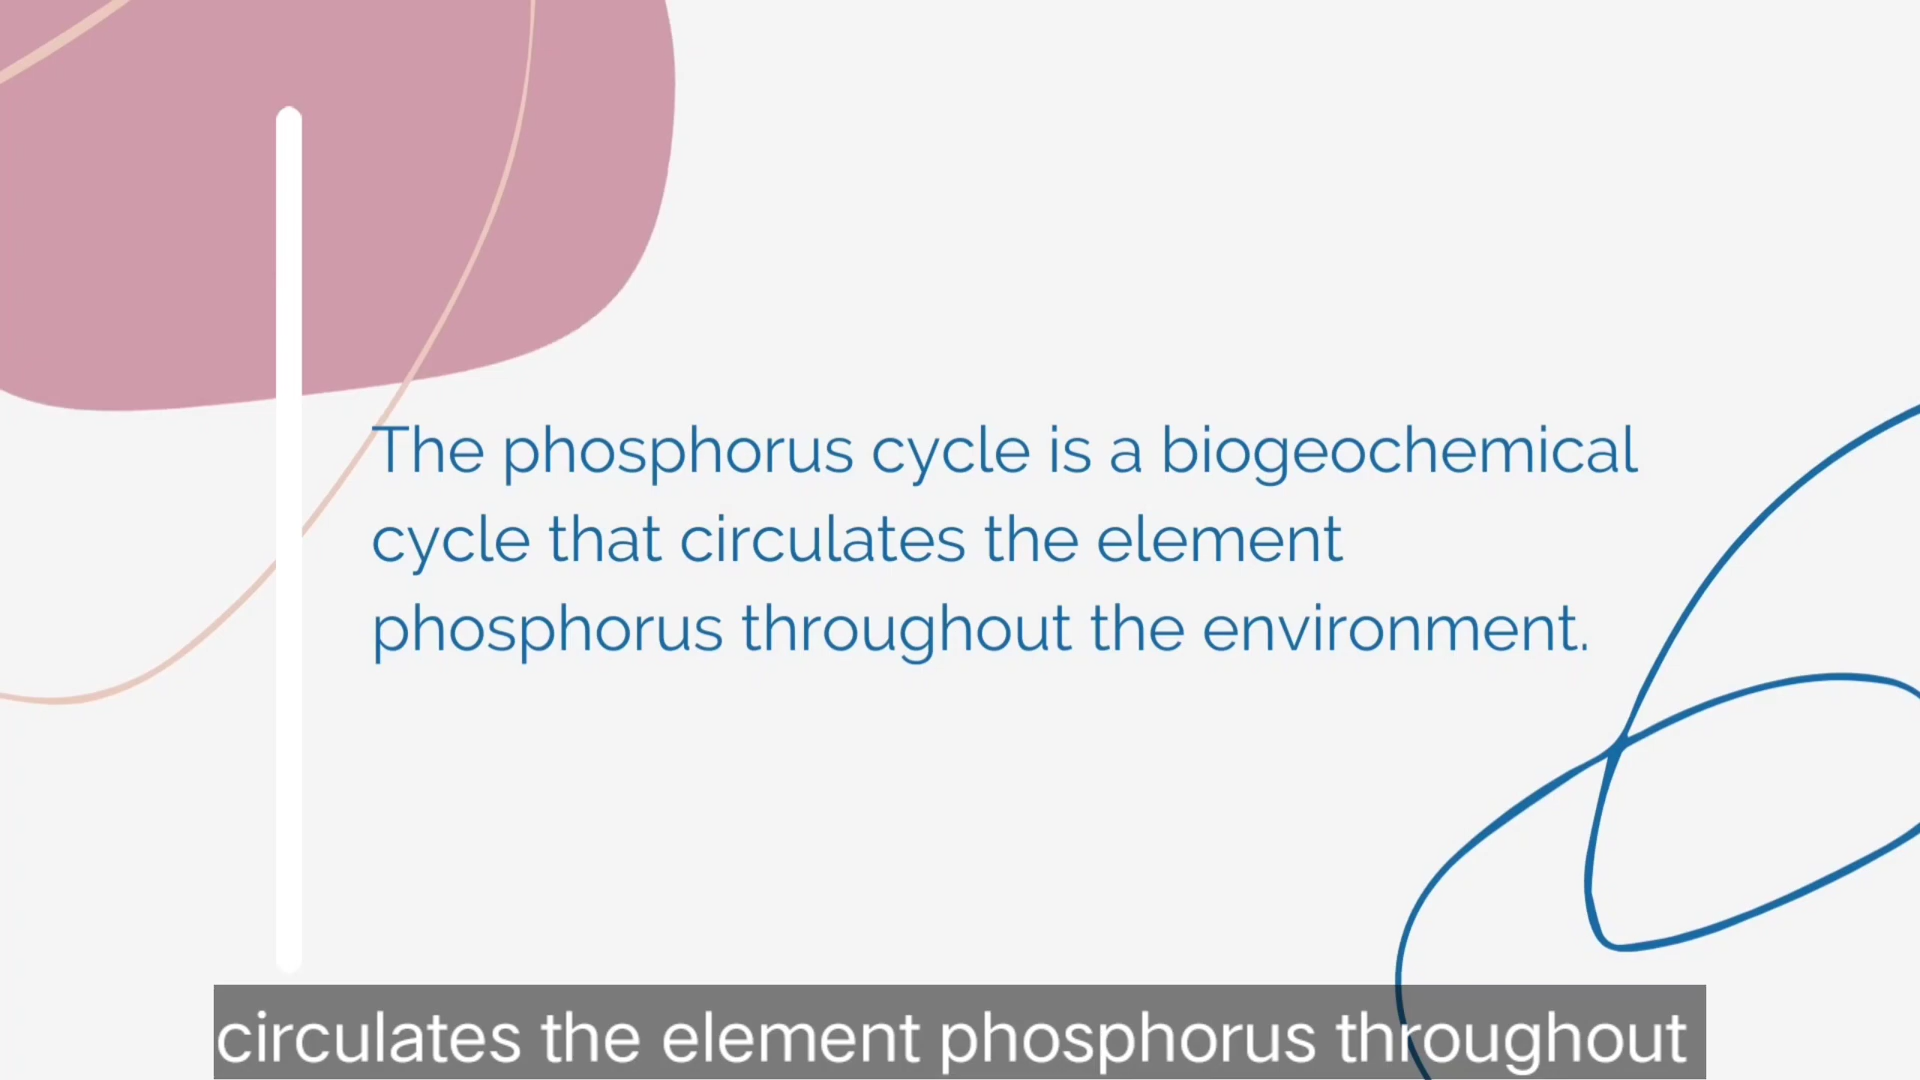 The phosphorus cycle is a biogeochemical
cycle that circulates the element
phosphorus throughout the environment.
circulates the element phosphorus throughout